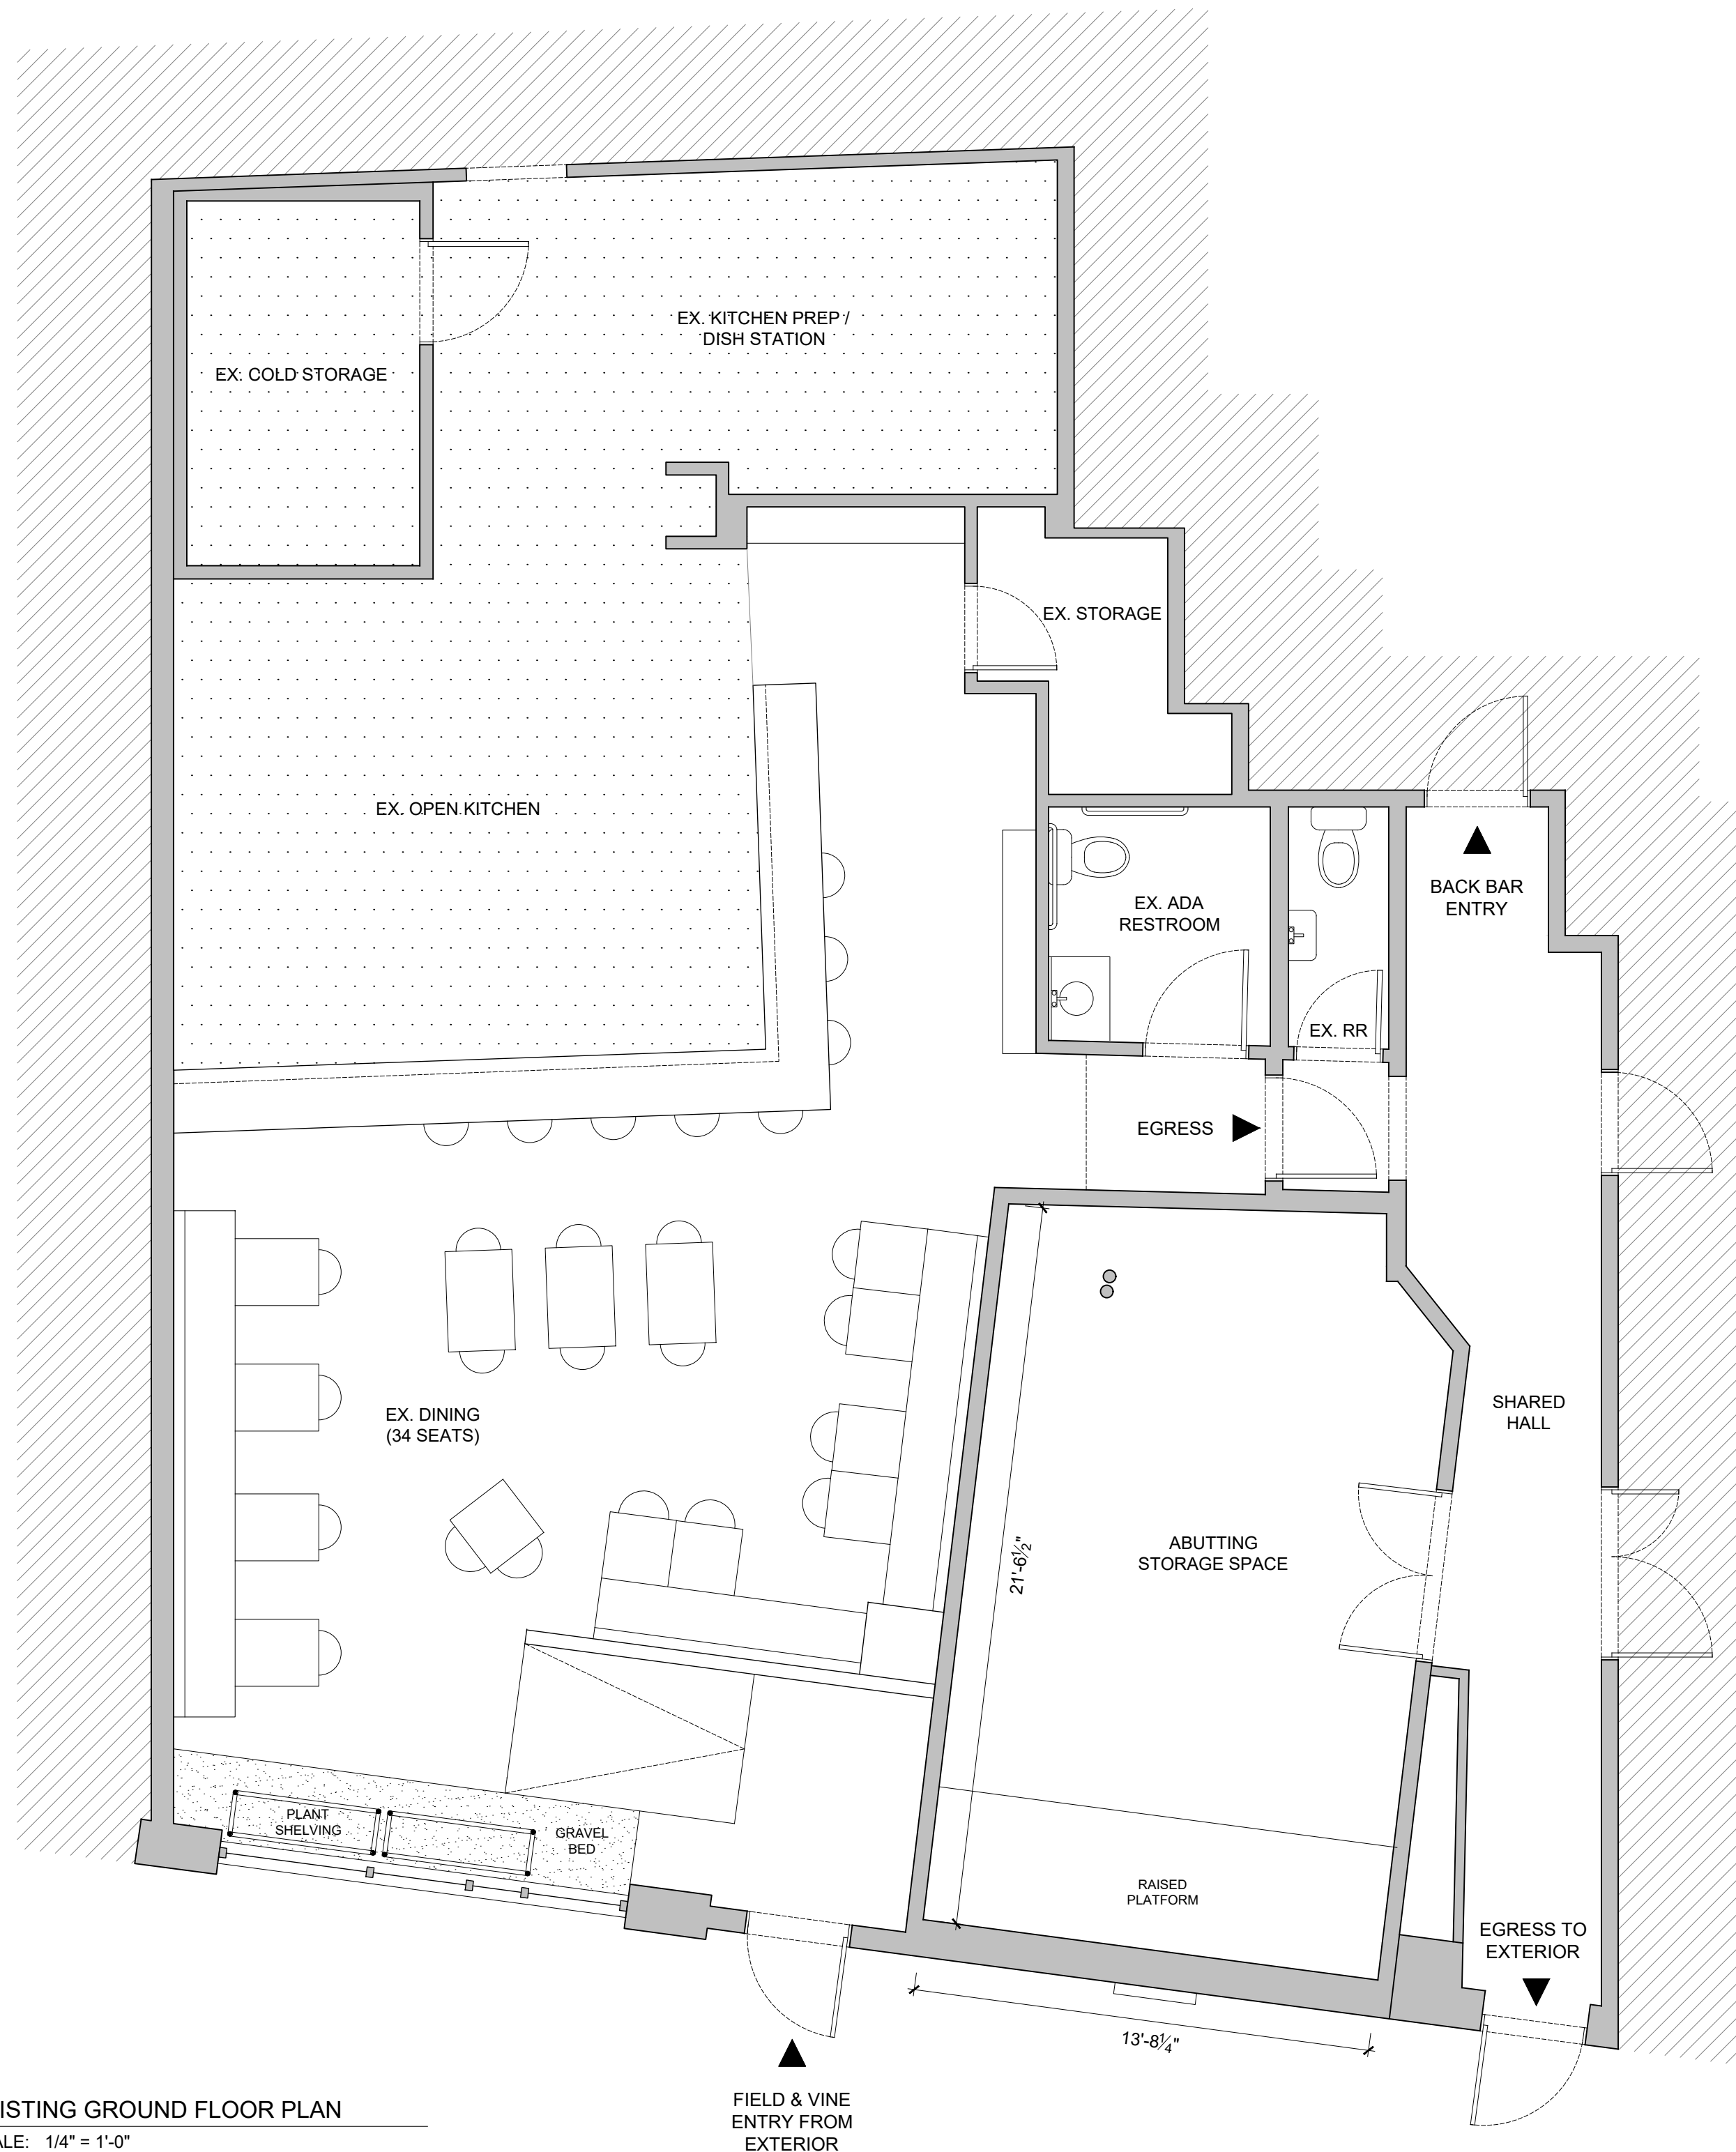 EX. KITCHEN PREP /
DISH STATION
EX. COLD STORAGE
EX. STORAGE
EX. OPEN KITCHEN
BACK BAR
ENTRY
EX. ADA
RESTROOM
EX. RR
EGRESS
EX. DINING
(34 SEATS)
SHARED
HALL
21'-6½"
ABUTTING
STORAGE SPACE
PLANT
SHELVING
GRAVEL
BED
RAISED
PLATFORM
EGRESS TO
EXTERIOR
13'-8¼"
FIELD & VINE
ENTRY FROM
EXTERIOR
ISTING GROUND FLOOR PLAN
ALE: 1/4" = 1'-0"